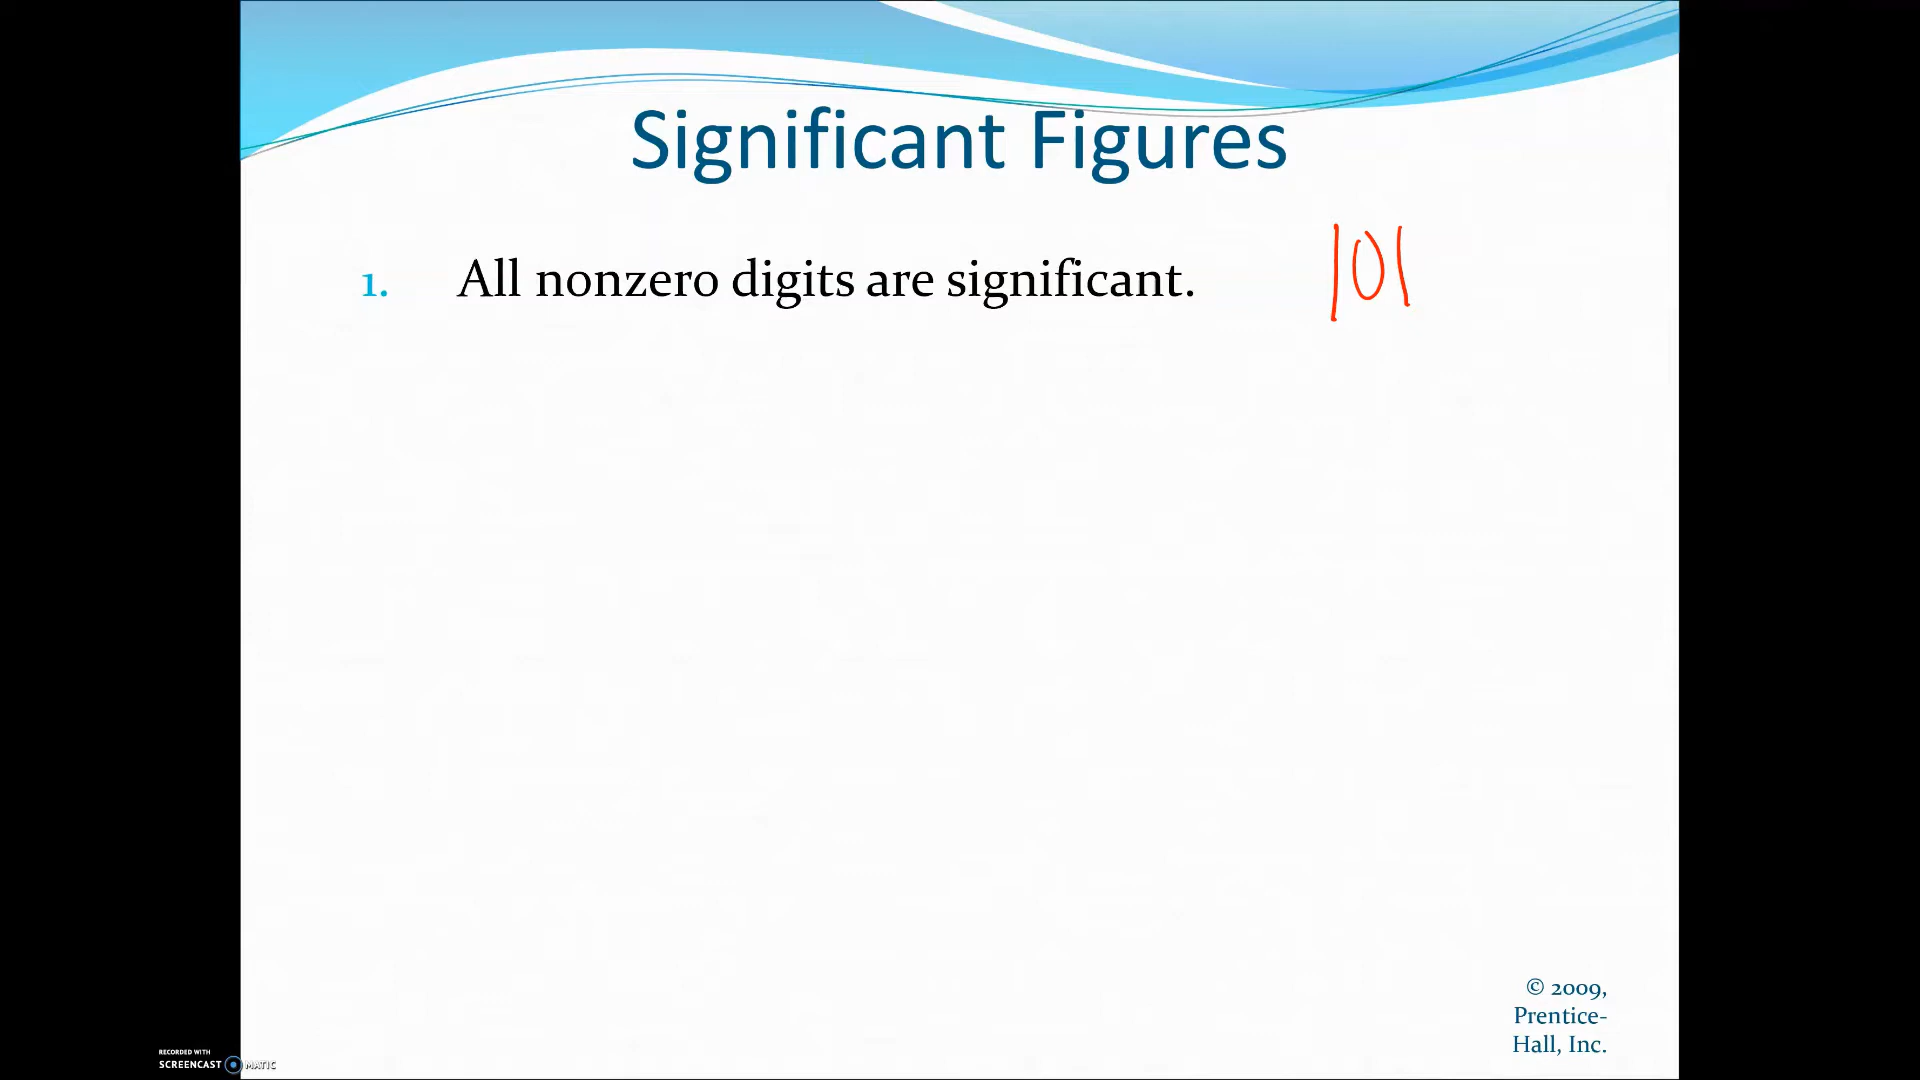 Significant Figures
1. All nonzero digits are significant.
101
© 2009,
Prentice-
Hall, Inc.
RECORDED WITH
SCREENCAST MATIC